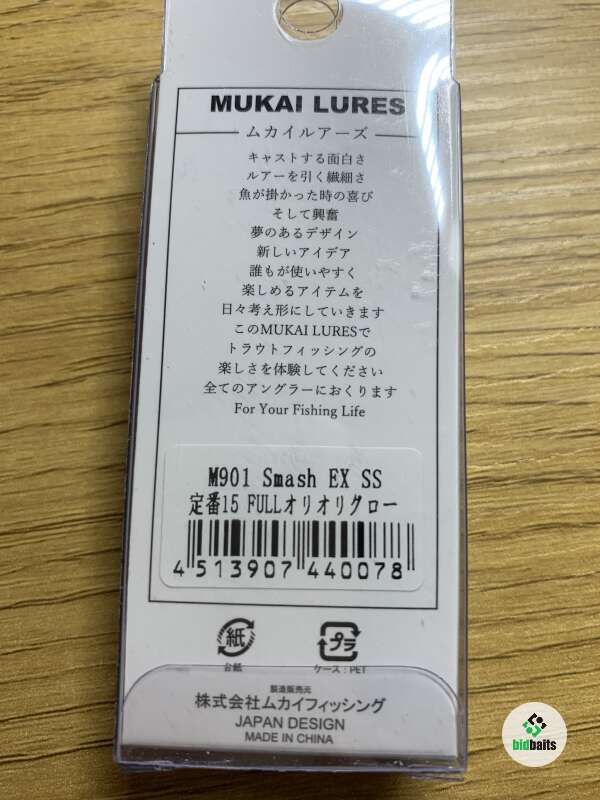 MUKAI LURES
ムカイルアーズ
キャストする面白さ
ルアーを引く繊細さ
魚が掛かった時の喜び
そして興奮
夢のあるデザイン
新しいアイデア
誰もが使いやすく
楽しめるアイテムを
日々考え形にしていきます
このMUKAI LURESで
トラウトフィッシングの
楽しさを体験してください
全てのアングラーにおくります
For Your Fishing Life
M901 Smash EX SS
定番15 FULLオリオリグロー
4 513907 440078
紙 プラ
台紙 ケース:PET
製造販売元
株式会社ムカイフィッシング
JAPAN DESIGN
MADE IN CHINA
bidbaits